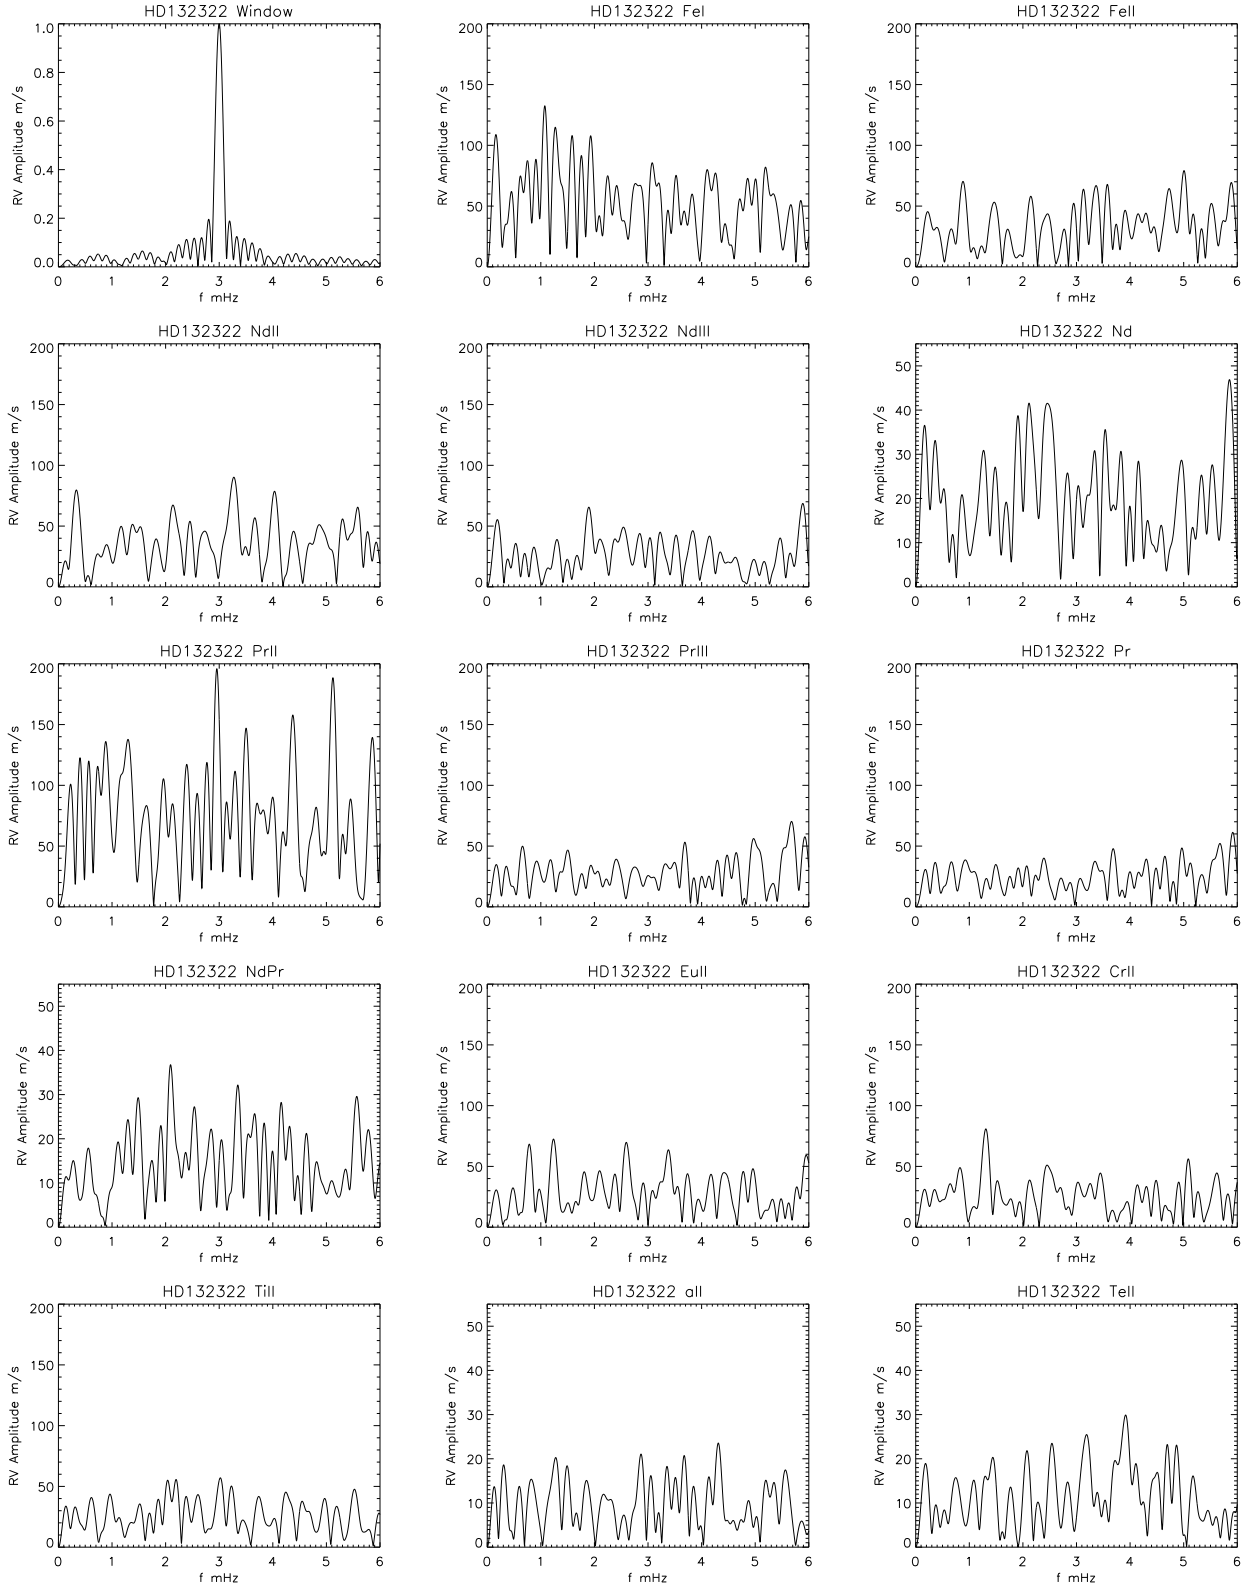 HD132322 Window
RV Amplitude m/s
1.0
0.8
0.6
0.4
0.2
0.0
0 1 2 3 4 5 6
f mHz
HD132322 FeI
RV Amplitude m/s
200
150
100
50
0
0 1 2 3 4 5 6
f mHz
HD132322 FeII
RV Amplitude m/s
200
150
100
50
0
0 1 2 3 4 5 6
f mHz
HD132322 NdII
RV Amplitude m/s
200
150
100
50
0
0 1 2 3 4 5 6
f mHz
HD132322 NdIII
RV Amplitude m/s
200
150
100
50
0
0 1 2 3 4 5 6
f mHz
HD132322 Nd
RV Amplitude m/s
50
40
30
20
10
0
0 1 2 3 4 5 6
f mHz
HD132322 PrII
RV Amplitude m/s
200
150
100
50
0
0 1 2 3 4 5 6
f mHz
HD132322 PrIII
RV Amplitude m/s
200
150
100
50
0
0 1 2 3 4 5 6
f mHz
HD132322 Pr
RV Amplitude m/s
200
150
100
50
0
0 1 2 3 4 5 6
f mHz
HD132322 NdPr
RV Amplitude m/s
50
40
30
20
10
0
0 1 2 3 4 5 6
f mHz
HD132322 EuII
RV Amplitude m/s
200
150
100
50
0
0 1 2 3 4 5 6
f mHz
HD132322 CrII
RV Amplitude m/s
200
150
100
50
0
0 1 2 3 4 5 6
f mHz
HD132322 TiII
RV Amplitude m/s
200
150
100
50
0
0 1 2 3 4 5 6
f mHz
HD132322 all
RV Amplitude m/s
50
40
30
20
10
0
0 1 2 3 4 5 6
f mHz
HD132322 Tell
RV Amplitude m/s
50
40
30
20
10
0
0 1 2 3 4 5 6
f mHz